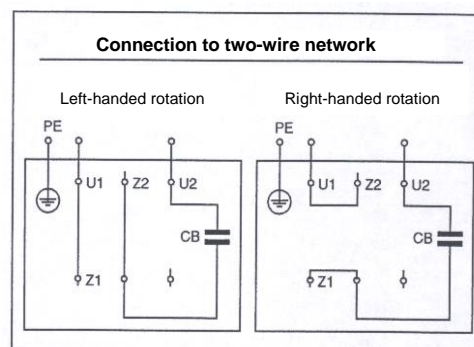 Connection to two-wire network
Left-handed rotation
Right-handed rotation
PE
U1 Z2 U2
CB
Z1
PE
U1 Z2 U2
CB
Z1